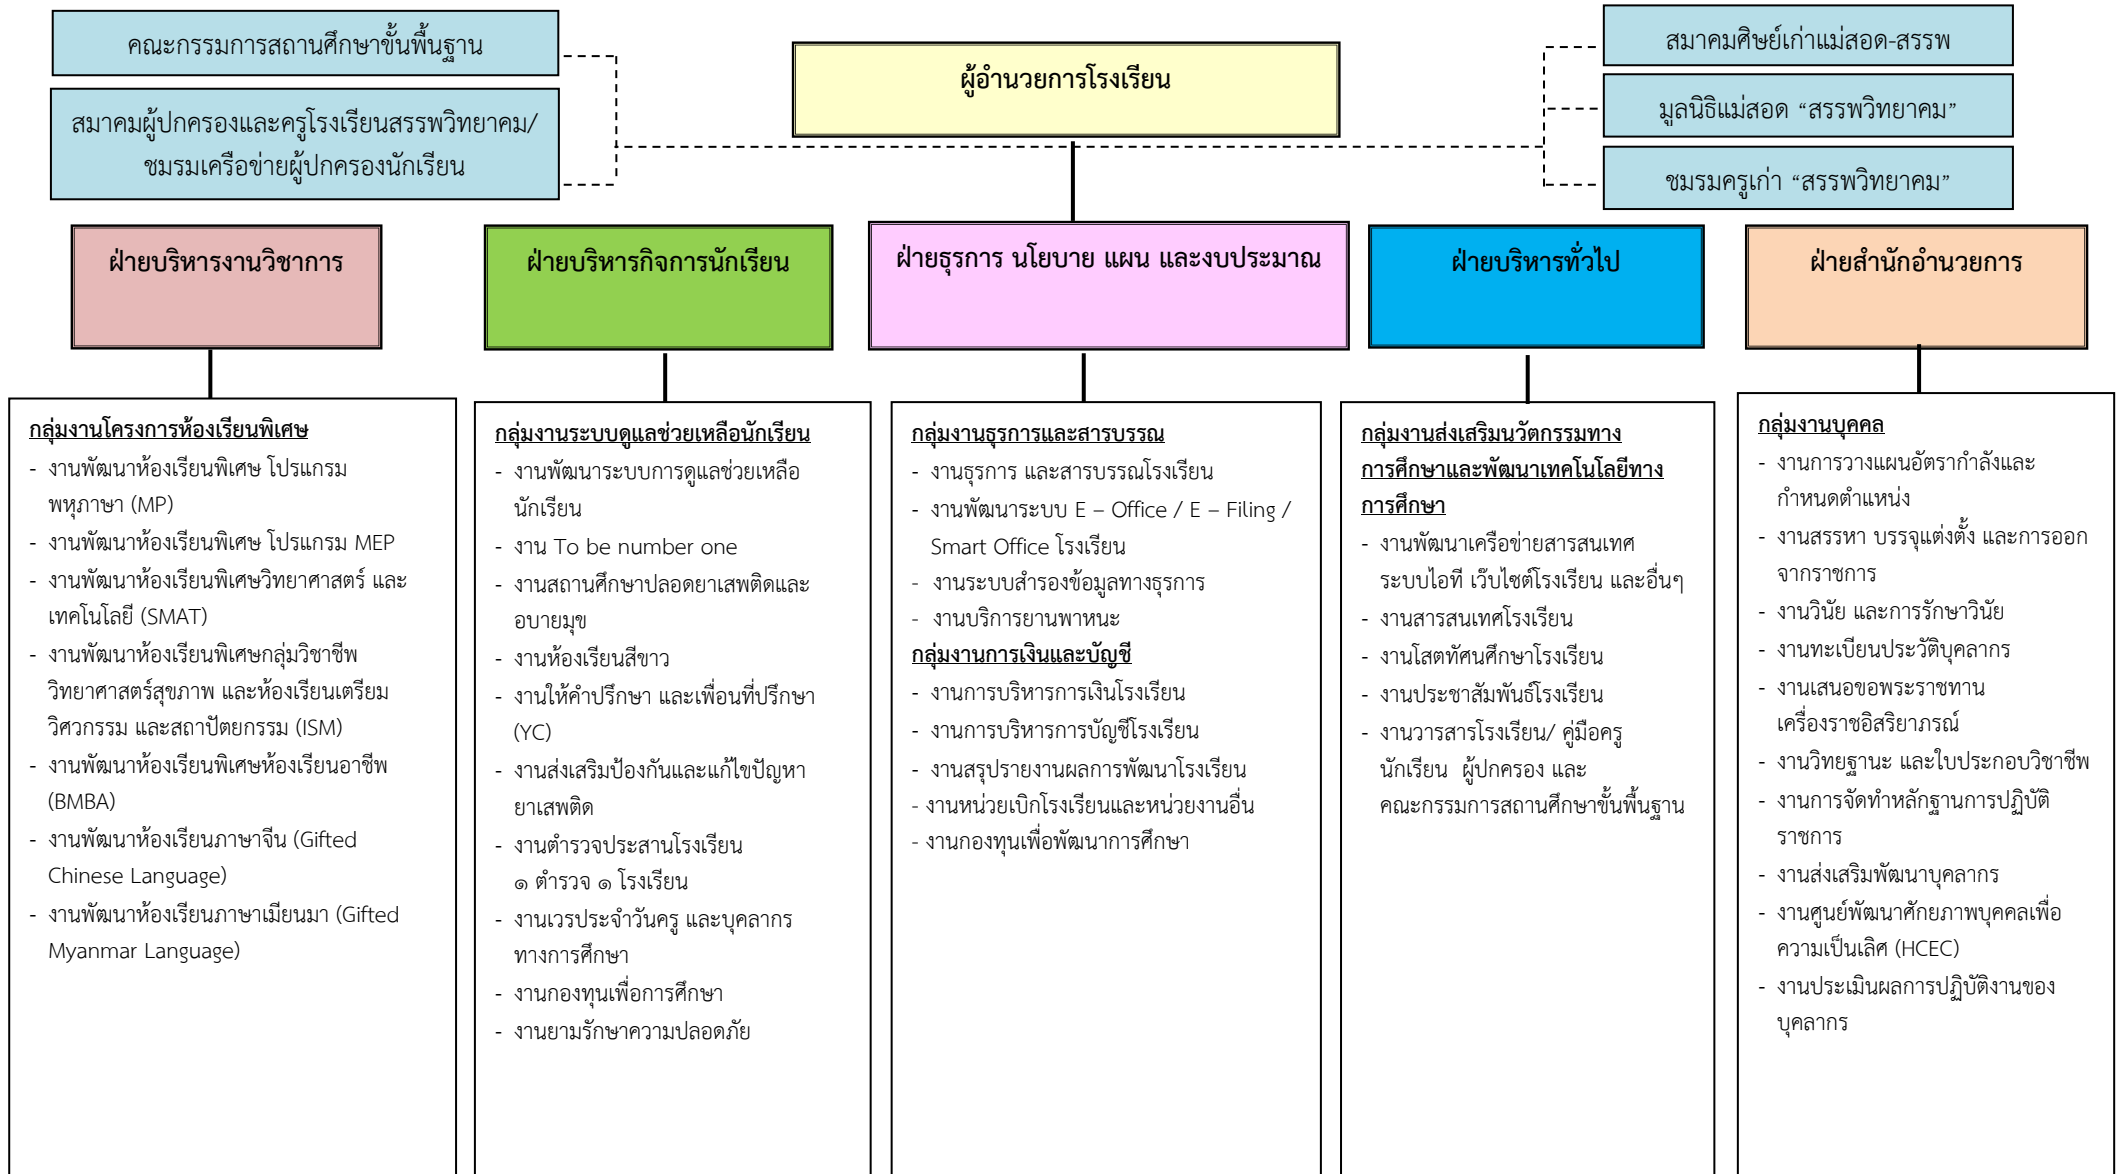 คณะกรรมการสถานศึกษาขั้นพื้นฐาน
สมาคมผู้ปกครองและครูโรงเรียนสรรพวิทยาคม/
ชมรมเครือข่ายผู้ปกครองนักเรียน
ผู้อำนวยการโรงเรียน
สมาคมศิษย์เก่าแม่สอด-สรรพ
มูลนิธิแม่สอด “สรรพวิทยาคม”
ชมรมครูเก่า “สรรพวิทยาคม”
ฝ่ายบริหารงานวิชาการ
ฝ่ายบริหารกิจการนักเรียน
ฝ่ายธุรการ นโยบาย แผน และงบประมาณ
ฝ่ายบริหารทั่วไป
ฝ่ายสำนักอำนวยการ
กลุ่มงานโครงการห้องเรียนพิเศษ
- งานพัฒนาห้องเรียนพิเศษ โปรแกรม
พหุภาษา (MP)
- งานพัฒนาห้องเรียนพิเศษ โปรแกรม MEP
- งานพัฒนาห้องเรียนพิเศษวิทยาศาสตร์ และ
เทคโนโลยี (SMAT)
- งานพัฒนาห้องเรียนพิเศษกลุ่มวิชาชีพ
วิทยาศาสตร์สุขภาพ และห้องเรียนเตรียม
วิศวกรรม และสถาปัตยกรรม (ISM)
- งานพัฒนาห้องเรียนพิเศษห้องเรียนอาชีพ
(BMBA)
- งานพัฒนาห้องเรียนภาษาจีน (Gifted
Chinese Language)
- งานพัฒนาห้องเรียนภาษาเมียนมา (Gifted
Myanmar Language)
กลุ่มงานระบบดูแลช่วยเหลือนักเรียน
- งานพัฒนาระบบการดูแลช่วยเหลือ
นักเรียน
- งาน To be number one
- งานสถานศึกษาปลอดยาเสพติดและ
อบายมุข
- งานห้องเรียนสีขาว
- งานให้คำปรึกษา และเพื่อนที่ปรึกษา
(YC)
- งานส่งเสริมป้องกันและแก้ไขปัญหา
ยาเสพติด
- งานตำรวจประสานโรงเรียน
๑ ตำรวจ ๑ โรงเรียน
- งานเวรประจำวันครู และบุคลากร
ทางการศึกษา
- งานกองทุนเพื่อการศึกษา
- งานยามรักษาความปลอดภัย
กลุ่มงานธุรการและสารบรรณ
- งานธุรการ และสารบรรณโรงเรียน
- งานพัฒนาระบบ E – Office / E – Filing /
Smart Office โรงเรียน
- งานระบบสำรองข้อมูลทางธุรการ
- งานบริการยานพาหนะ
กลุ่มงานการเงินและบัญชี
- งานการบริหารการเงินโรงเรียน
- งานการบริหารการบัญชีโรงเรียน
- งานสรุปรายงานผลการพัฒนาโรงเรียน
- งานหน่วยเบิกโรงเรียนและหน่วยงานอื่น
- งานกองทุนเพื่อพัฒนาการศึกษา
กลุ่มงานส่งเสริมนวัตกรรมทาง
การศึกษาและพัฒนาเทคโนโลยีทาง
การศึกษา
- งานพัฒนาเครือข่ายสารสนเทศ
ระบบไอที เว็บไซต์โรงเรียน และอื่นๆ
- งานสารสนเทศโรงเรียน
- งานโสตทัศนศึกษาโรงเรียน
- งานประชาสัมพันธ์โรงเรียน
- งานวารสารโรงเรียน/ คู่มือครู
นักเรียน ผู้ปกครอง และ
คณะกรรมการสถานศึกษาขั้นพื้นฐาน
กลุ่มงานบุคคล
- งานการวางแผนอัตรากำลังและ
กำหนดตำแหน่ง
- งานสรรหา บรรจุแต่งตั้ง และการออก
จากราชการ
- งานวินัย และการรักษาวินัย
- งานทะเบียนประวัติบุคลากร
- งานเสนอขอพระราชทาน
เครื่องราชอิสริยาภรณ์
- งานวิทยฐานะ และใบประกอบวิชาชีพ
- งานการจัดทำหลักฐานการปฏิบัติ
ราชการ
- งานส่งเสริมพัฒนาบุคลากร
- งานศูนย์พัฒนาศักยภาพบุคคลเพื่อ
ความเป็นเลิศ (HCEC)
- งานประเมินผลการปฏิบัติงานของ
บุคลากร